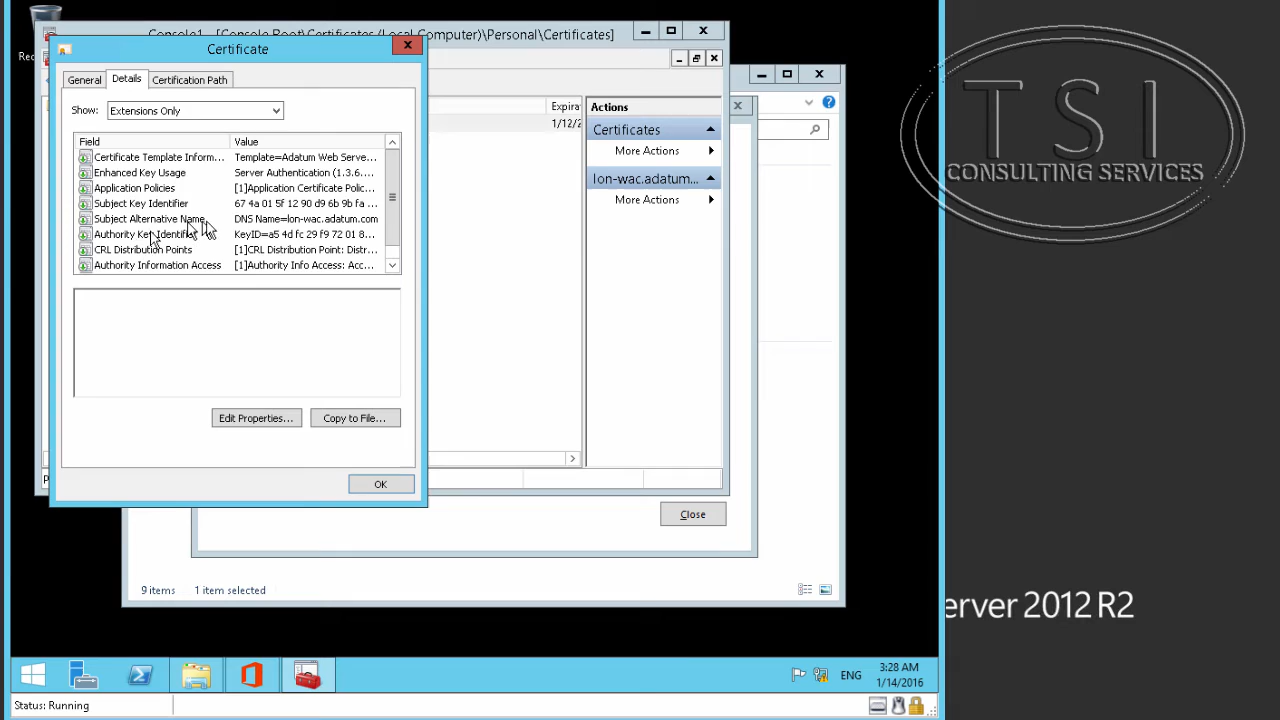 Console1 - [Console Root\Certificates (Local Computer)\Personal\Certificates]
Certificate
General
Details
Certification Path
Show:
Extensions Only
Field
Value
Certificate Template Inform...
Template=Adatum Web Serve...
Enhanced Key Usage
Server Authentication (1.3.6....
Application Policies
[1]Application Certificate Polic...
Subject Key Identifier
67 4a 01 5f 12 90 d9 6b 9b fa ...
Subject Alternative Name
DNS Name=lon-wac.adatum.com
Authority Key Identifier
KeyID=a5 4d fc 29 f9 72 01 8...
CRL Distribution Points
[1]CRL Distribution Point: Distr...
Authority Information Access
[1]Authority Info Access: Acc...
Edit Properties...
Copy to File...
OK
Expira
1/12/2
Actions
Certificates
More Actions
lon-wac.adatum...
More Actions
Close
9 items
1 item selected
TSI
CONSULTING SERVICES
erver 2012 R2
ENG
3:28 AM
1/14/2016
Status: Running